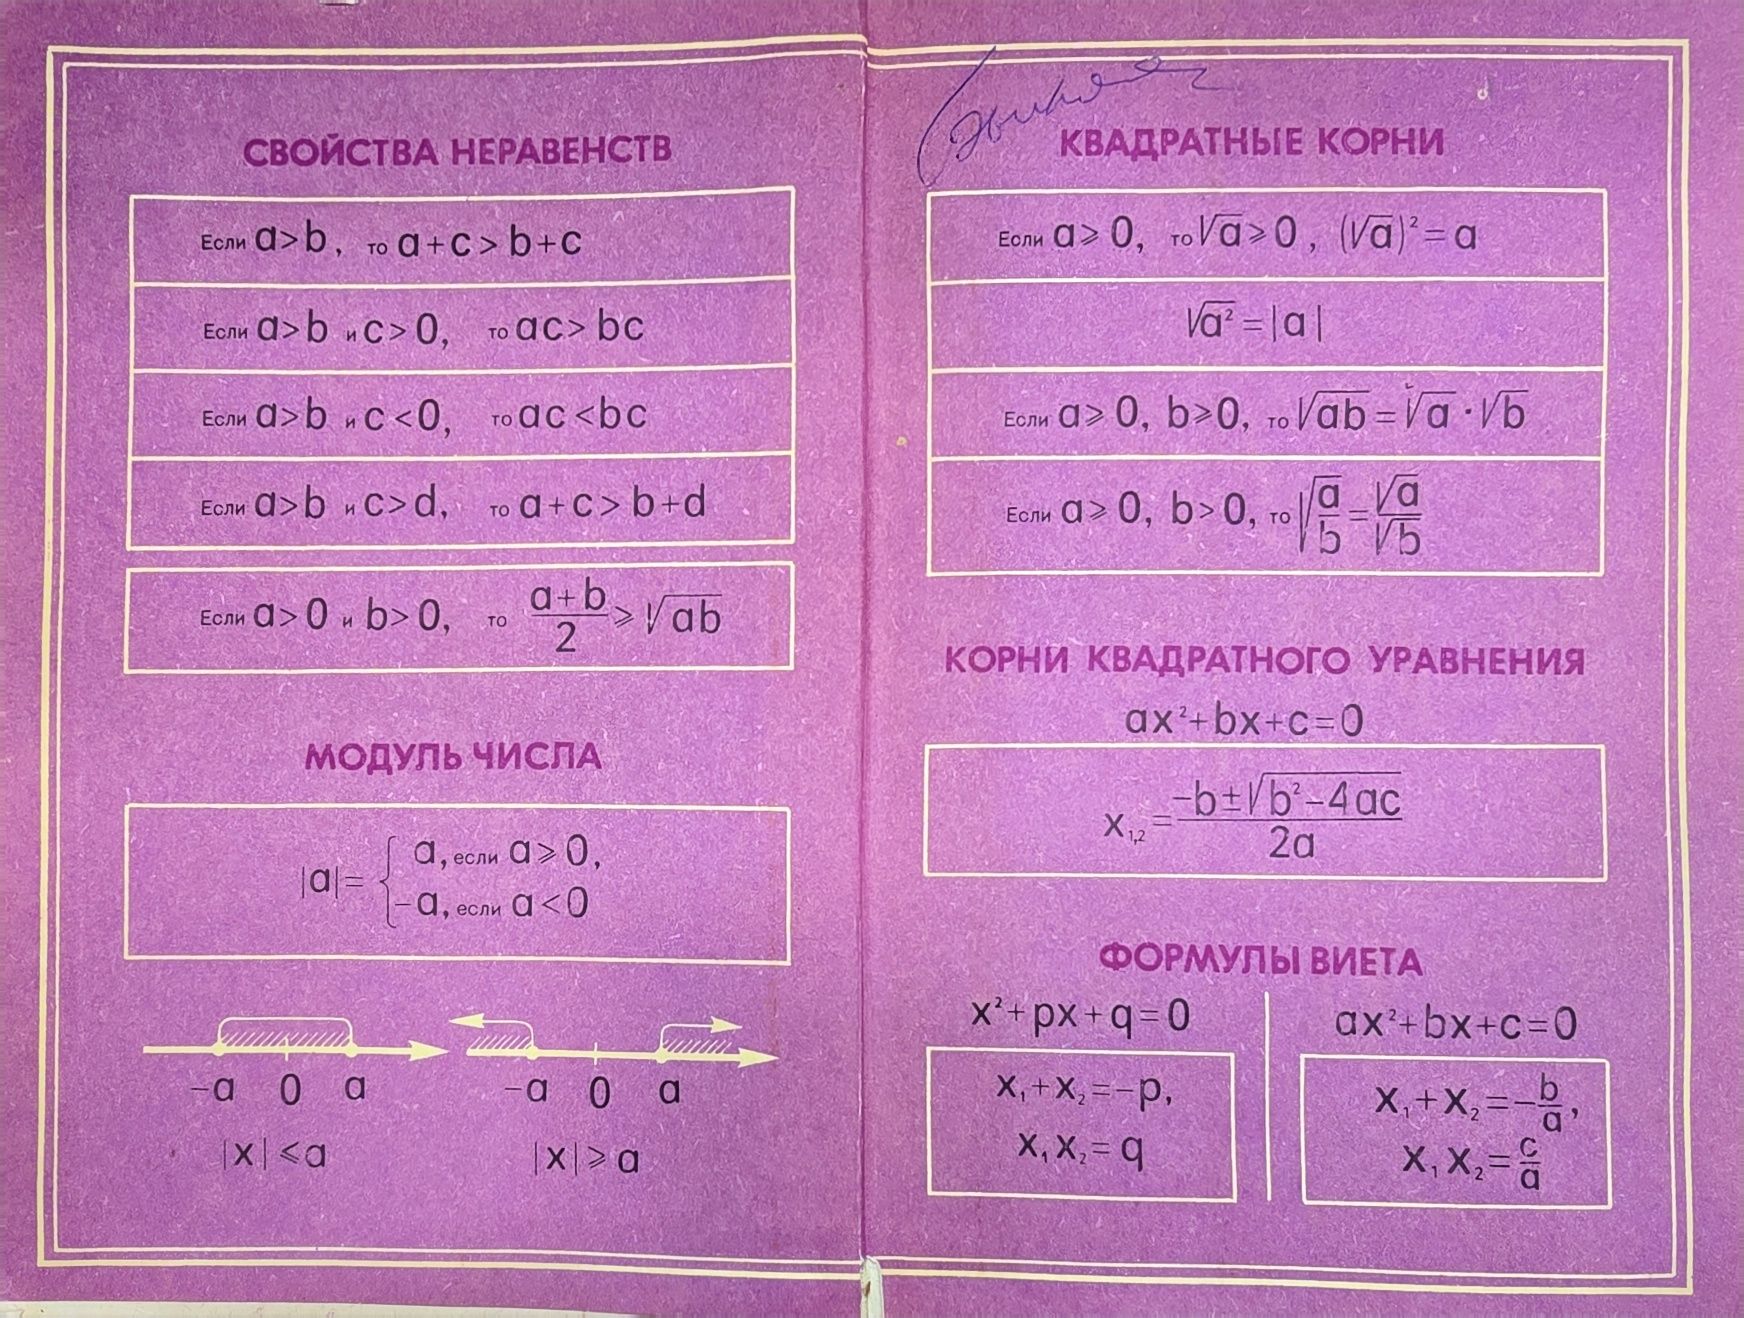 СВОЙСТВА НЕРАВЕНСТВ
Если a>b, то a+c>b+c
Если a>b и c>0, то ac>bc
Если a>b и c<0, то ac<bc
Если a>b и c>d, то a+c>b+d
Если a>0 и b>0, то (a+b)/2 ⩾ √(ab)
МОДУЛЬ ЧИСЛА
|a|= { a, если a⩾0,
−a, если a<0
−a 0 a
|x|⩽a
−a 0 a
|x|⩾a
КВАДРАТНЫЕ КОРНИ
Если a⩾0, то √a⩾0, (√a)²=a
√a²=|a|
Если a⩾0, b⩾0, то √(ab)=√a·√b
Если a⩾0, b>0, то √(a/b)=√a/√b
КОРНИ КВАДРАТНОГО УРАВНЕНИЯ
ax²+bx+c=0
x₁,₂=(−b±√(b²−4ac))/2a
ФОРМУЛЫ ВИЕТА
x²+px+q=0
x₁+x₂=−p,
x₁x₂=q
ax²+bx+c=0
x₁+x₂=−b/a,
x₁x₂=c/a